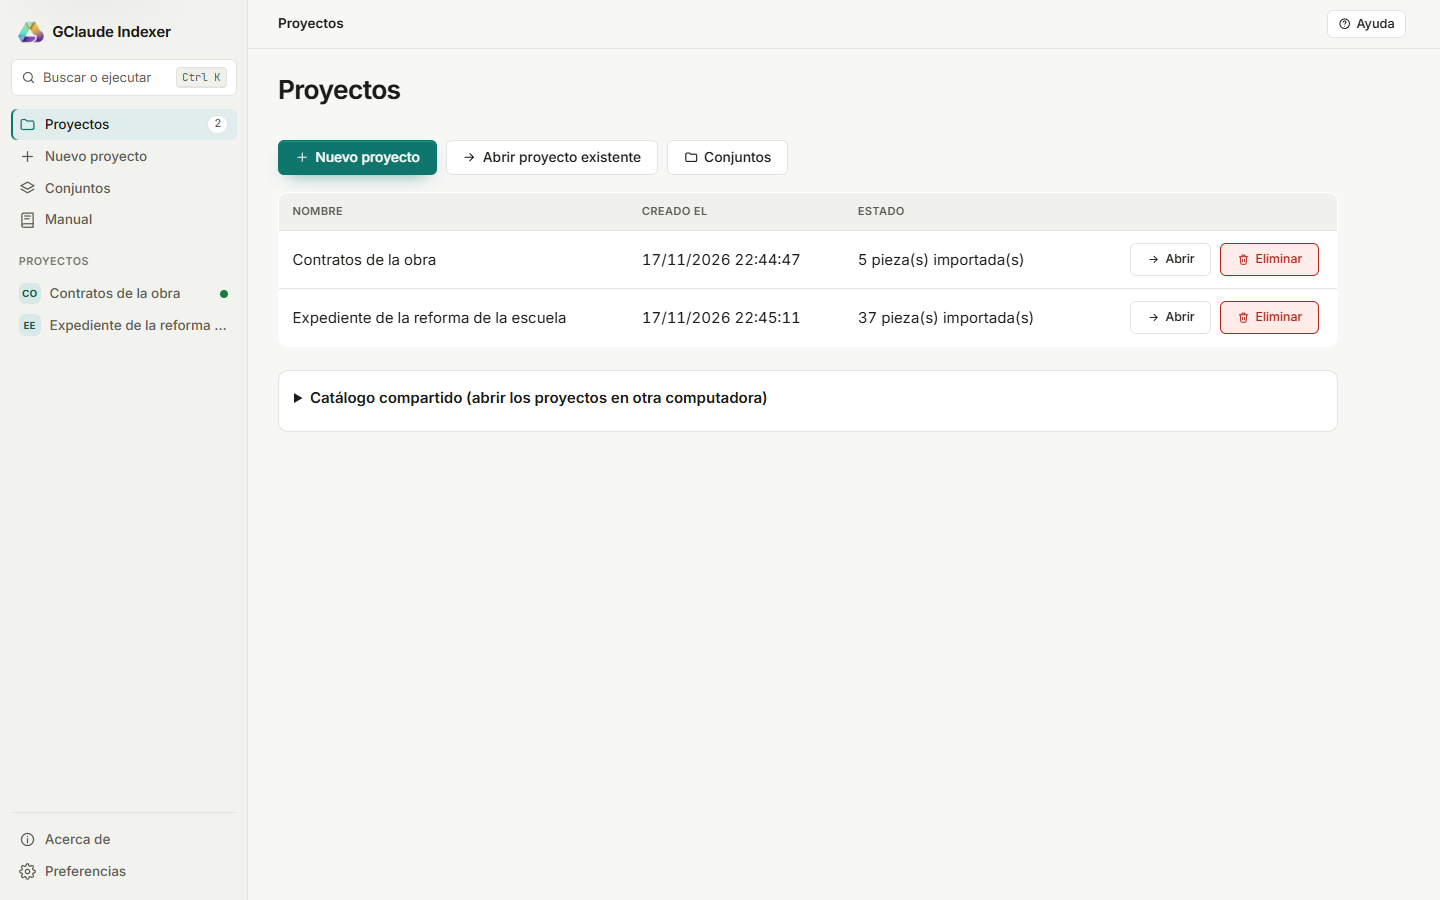 GClaude Indexer
Buscar o ejecutar Ctrl K
Proyectos 2
Nuevo proyecto
Conjuntos
Manual
PROYECTOS
CO Contratos de la obra
EE Expediente de la reforma ...
Acerca de
Preferencias
Proyectos
Ayuda
Proyectos
Nuevo proyecto Abrir proyecto existente Conjuntos
NOMBRE CREADO EL ESTADO
Contratos de la obra 17/11/2026 22:44:47 5 pieza(s) importada(s) Abrir Eliminar
Expediente de la reforma de la escuela 17/11/2026 22:45:11 37 pieza(s) importada(s) Abrir Eliminar
Catálogo compartido (abrir los proyectos en otra computadora)